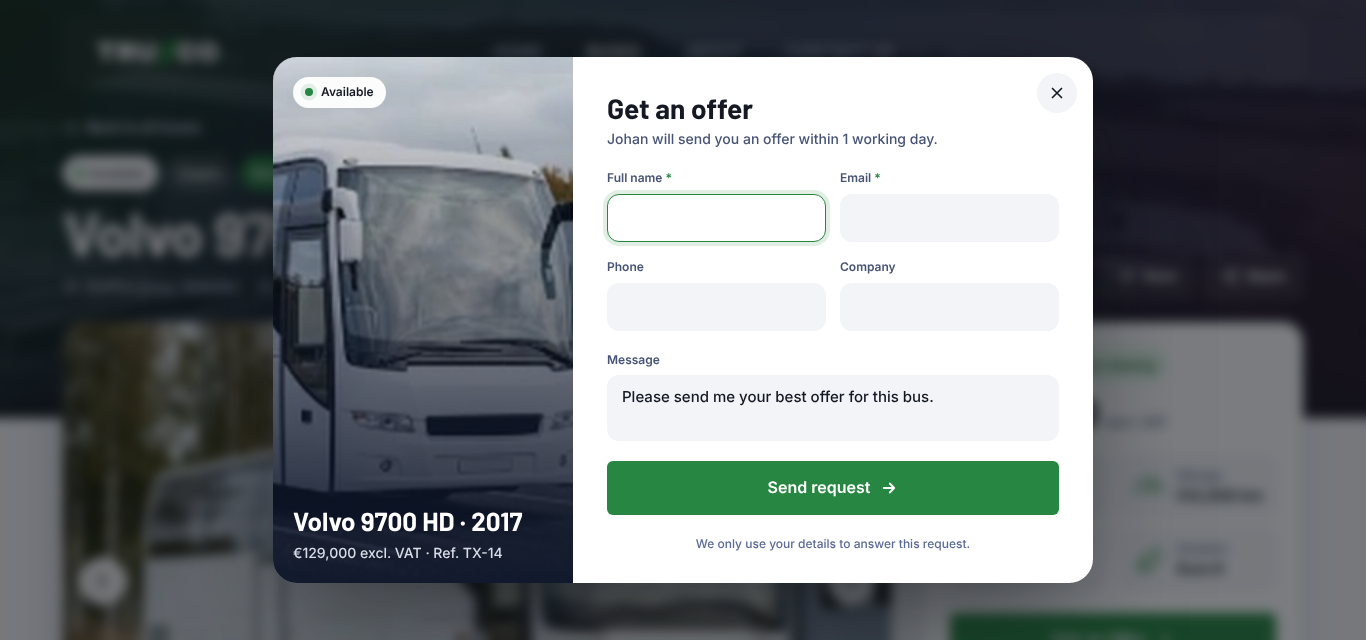 Available
Get an offer
Johan will send you an offer within 1 working day.
Full name *
Email *
Phone
Company
Message
Please send me your best offer for this bus.
Send request →
We only use your details to answer this request.
Volvo 9700 HD · 2017
€129,000 excl. VAT · Ref. TX-14
Volvo 97